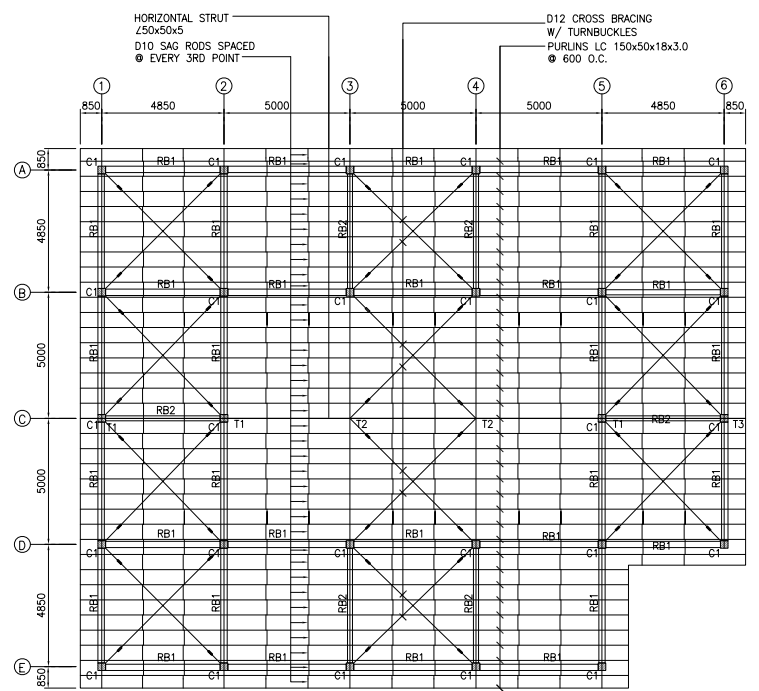 HORIZONTAL STRUT
∠50x50x5
D10 SAG RODS SPACED
@ EVERY 3RD POINT
D12 CROSS BRACING
W/ TURNBUCKLES
PURLINS LC 150x50x18x3.0
@ 600 O.C.
1 2 3 4 5 6
850 4850 5000 5000 5000 4850 850
850
C1 RB1 C1 RB1 C1 RB1 C1 RB1 C1 RB1 C1
A
4850
RB1 RB1 RB2 RB2 RB1 RB1
RB1 RB1 RB1 RB1 RB1
B
C1 C1 C1 C1 C1 C1
5000
RB1 RB1 RB1 RB1
RB2 RB2
C
C1 T1 C1 T1 T2 T2 C1 T1 C1 T3
5000
RB1 RB1 RB1 RB1
RB1 RB1 RB1 RB1 RB1
D
C1 C1 C1 C1 C1 C1
4850
RB1 RB1 RB2 RB2 RB1
RB1 RB1 RB1 RB1
E
C1 C1 C1 C1 C1
850